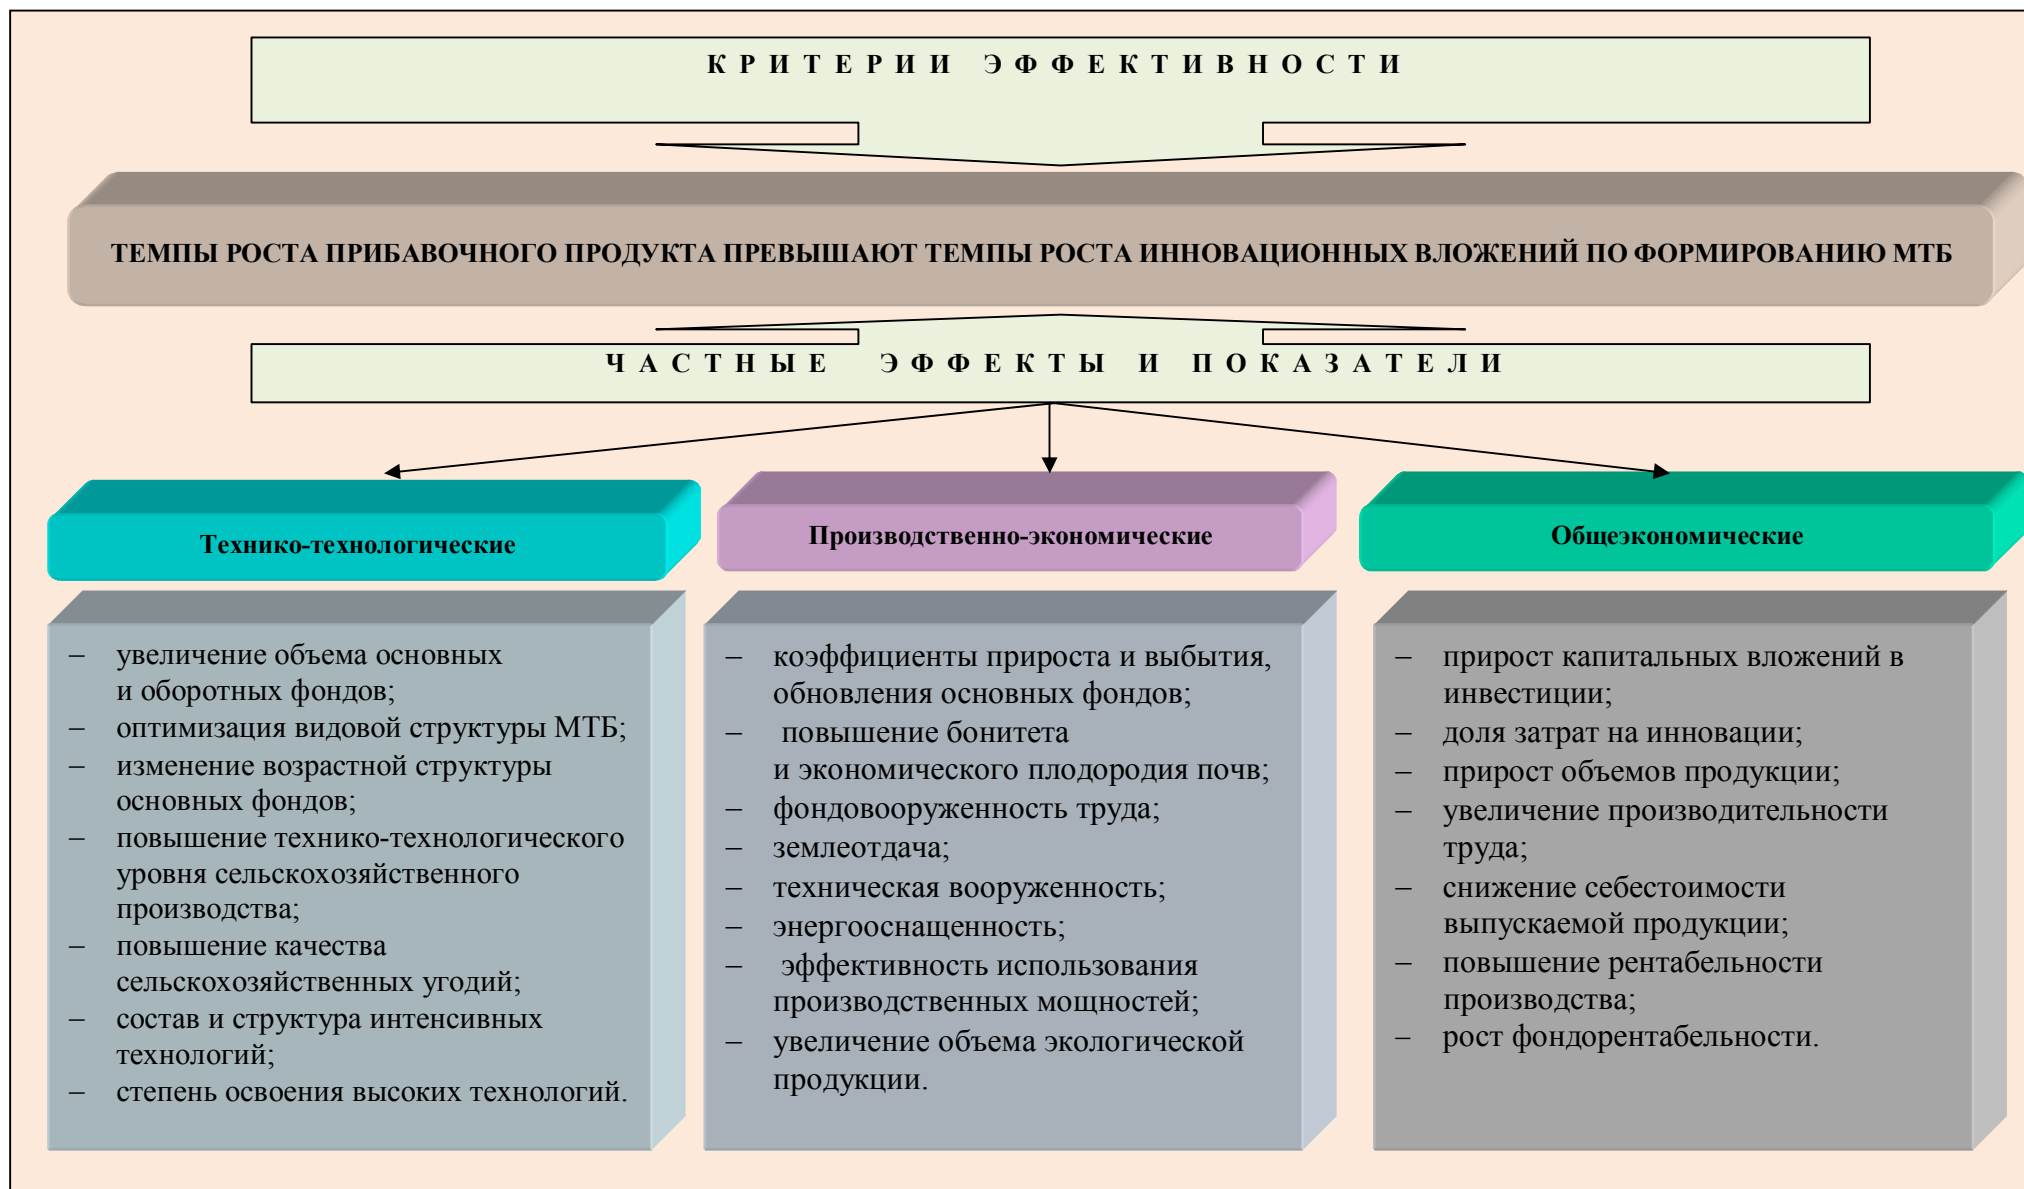 К Р И Т Е Р И И Э Ф Ф Е К Т И В Н О С Т И
ТЕМПЫ РОСТА ПРИБАВОЧНОГО ПРОДУКТА ПРЕВЫШАЮТ ТЕМПЫ РОСТА ИННОВАЦИОННЫХ ВЛОЖЕНИЙ ПО ФОРМИРОВАНИЮ МТБ
Ч А С Т Н Ы Е Э Ф Ф Е К Т Ы И П О К А З А Т Е Л И
Технико-технологические
– увеличение объема основных
и оборотных фондов;
– оптимизация видовой структуры МТБ;
– изменение возрастной структуры
основных фондов;
– повышение технико-технологического
уровня сельскохозяйственного
производства;
– повышение качества
сельскохозяйственных угодий;
– состав и структура интенсивных
технологий;
– степень освоения высоких технологий.
Производственно-экономические
– коэффициенты прироста и выбытия,
обновления основных фондов;
– повышение бонитета
и экономического плодородия почв;
– фондовооруженность труда;
– землеотдача;
– техническая вооруженность;
– энергооснащенность;
– эффективность использования
производственных мощностей;
– увеличение объема экологической
продукции.
Общеэкономические
– прирост капитальных вложений в
инвестиции;
– доля затрат на инновации;
– прирост объемов продукции;
– увеличение производительности
труда;
– снижение себестоимости
выпускаемой продукции;
– повышение рентабельности
производства;
– рост фондорентабельности.